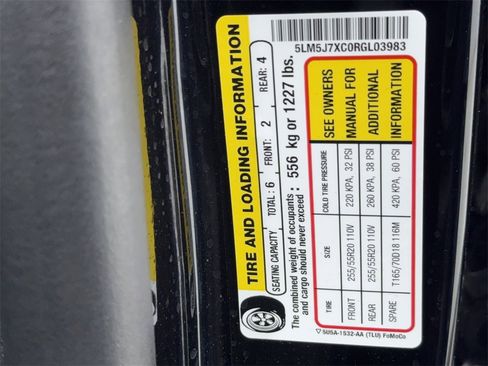 5LM5J7XC0RGL03983
TIRE AND LOADING INFORMATION
SEATING CAPACITY TOTAL: 6 FRONT: 2 REAR: 4
The combined weight of occupants
and cargo should never exceed : 556 kg or 1227 lbs.
TIRE SIZE COLD TIRE PRESSURE SEE OWNERS
FRONT 255/55R20 110V 220 KPA, 32 PSI MANUAL FOR
REAR 255/55R20 110V 260 KPA, 38 PSI ADDITIONAL
SPARE T165/70D18 116M 420 KPA, 60 PSI INFORMATION
5U5A-1532-AA (TLU) FoMoCo